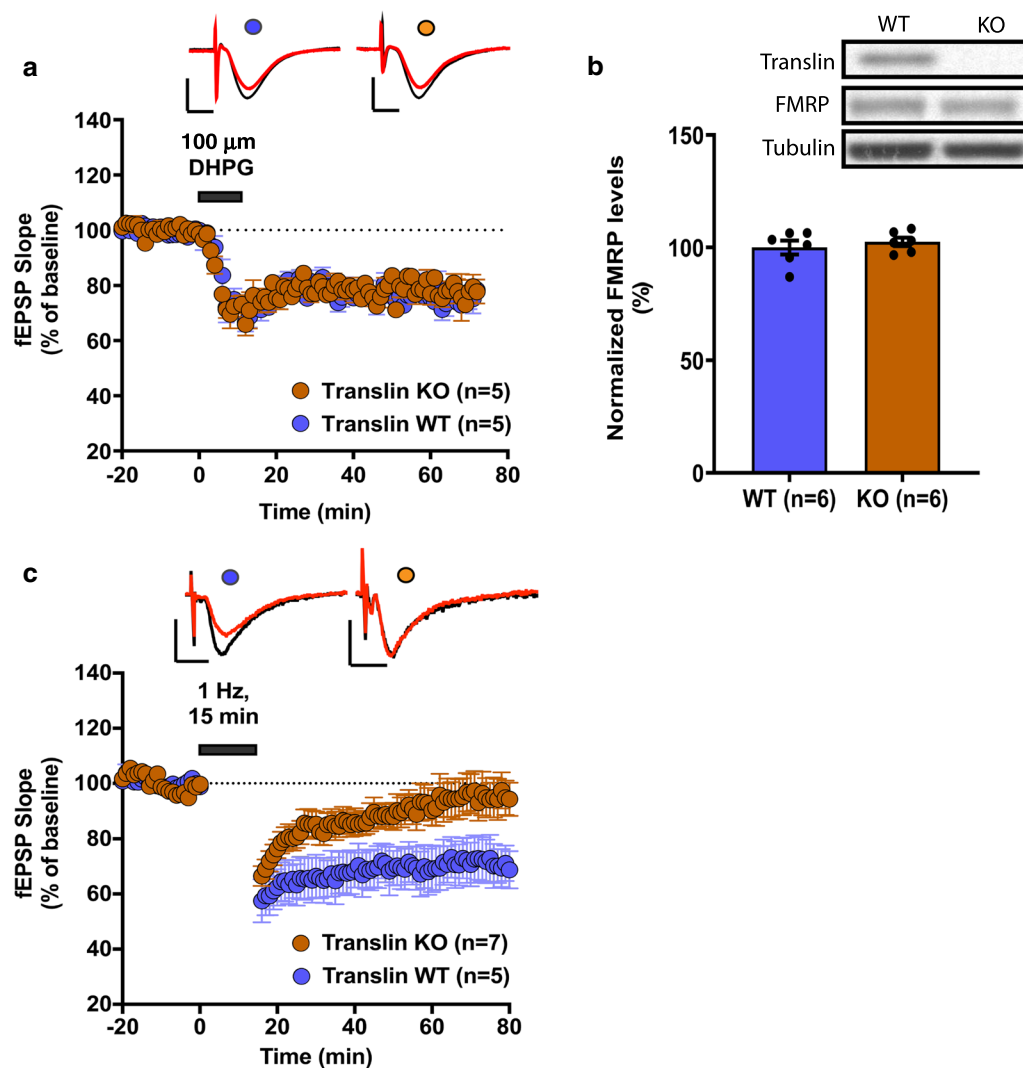 a
140
120
100
80
60
40
20
-20
0
20
40
60
80
fEPSP Slope
(% of baseline)
100 μm
DHPG
Translin KO (n=5)
Translin WT (n=5)
Time (min)
b
WT KO
Translin
FMRP
Tubulin
150
100
50
0
Normalized FMRP levels
(%)
WT (n=6) KO (n=6)
c
140
120
100
80
60
40
20
-20
0
20
40
60
80
fEPSP Slope
(% of baseline)
1 Hz,
15 min
Translin KO (n=7)
Translin WT (n=5)
Time (min)